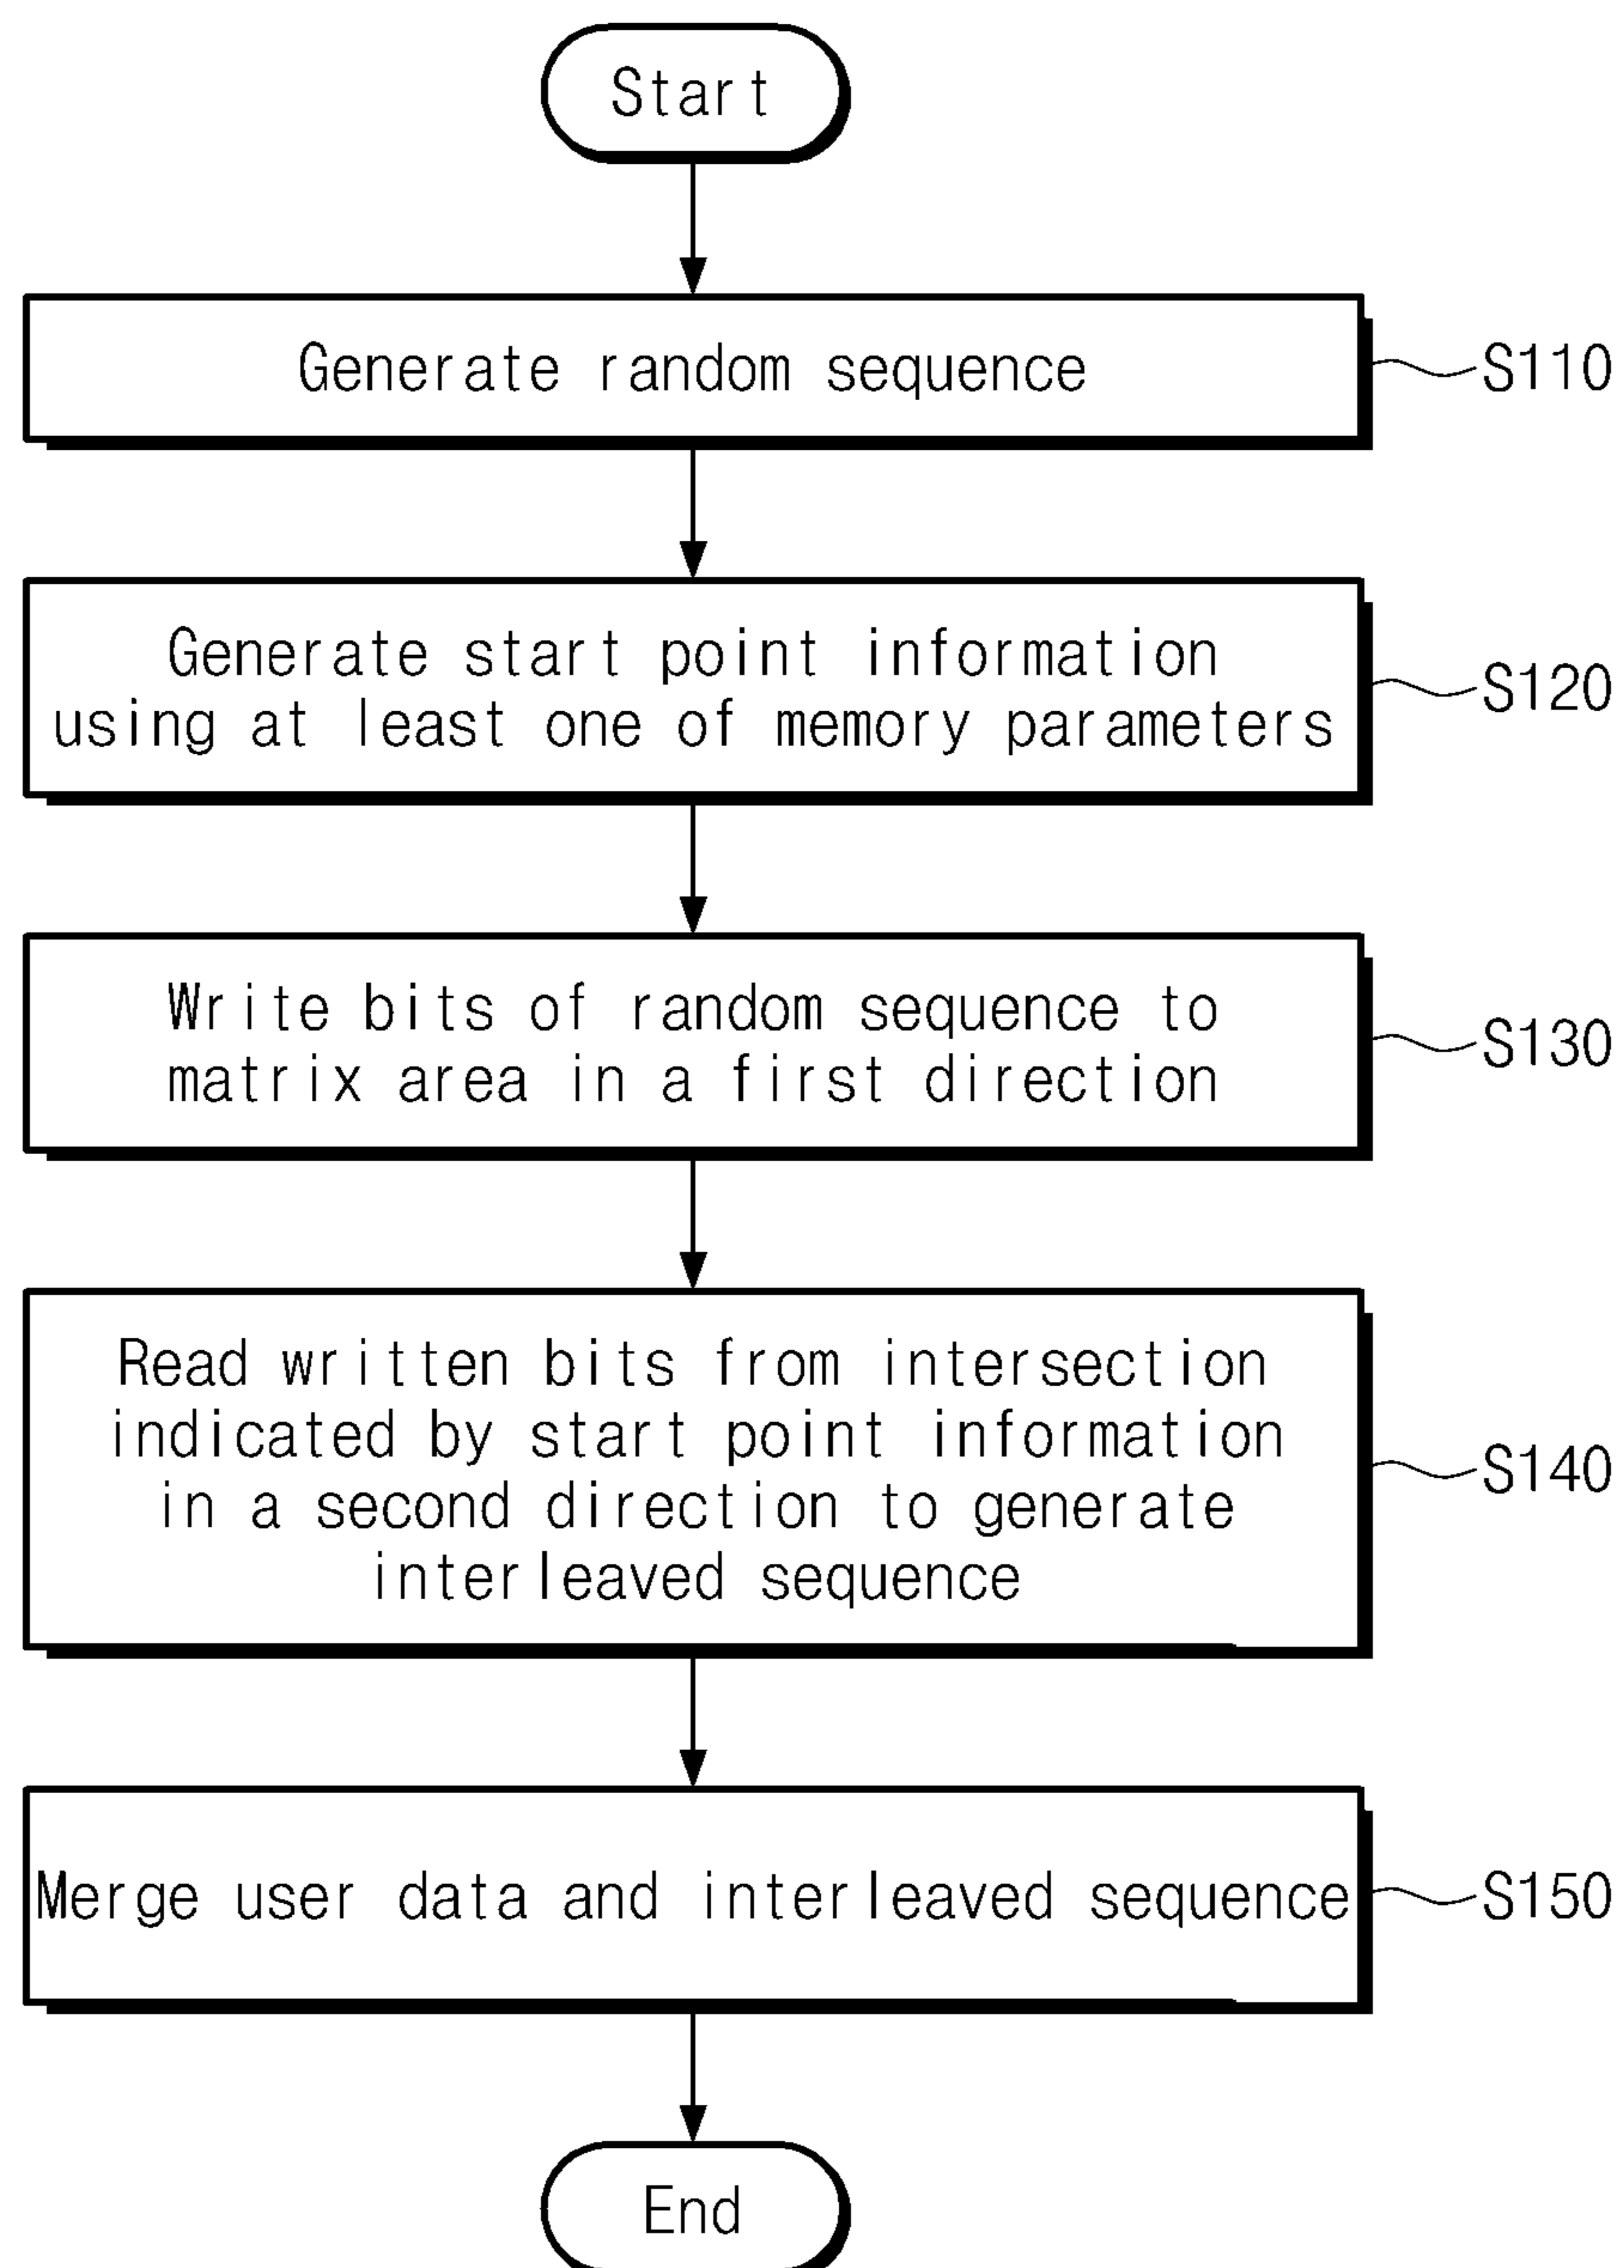 Start
Generate random sequence
S110
Generate start point information
using at least one of memory parameters
S120
Write bits of random sequence to
matrix area in a first direction
S130
Read written bits from intersection
indicated by start point information
in a second direction to generate
interleaved sequence
S140
Merge user data and interleaved sequence
S150
End